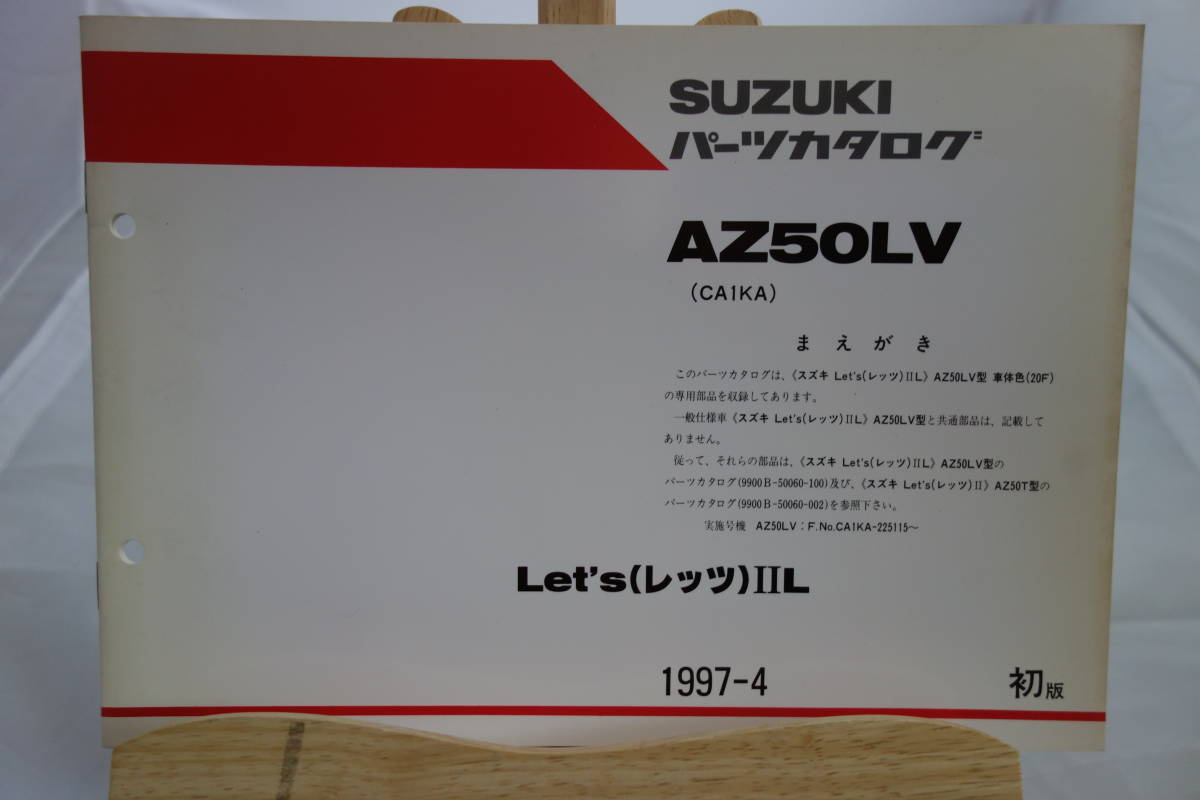 SUZUKI
パーツカタログ
AZ50LV
(CA1KA)
まえがき
このパーツカタログは、《スズキ Let's(レッツ)ⅡL》AZ50LV型 車体色(20F)
の専用部品を収録してあります。
一般仕様車《スズキ Let's(レッツ)ⅡL》AZ50LV型と共通部品は、記載して
ありません。
従って、それらの部品は、《スズキ Let's(レッツ)ⅡL》AZ50LV型の
パーツカタログ(9900B-50060-100)及び、《スズキ Let's(レッツ)Ⅱ》AZ50T型の
パーツカタログ(9900B-50060-002)を参照下さい。
実施号機 AZ50LV:F.No.CA1KA-225115~
Let's(レッツ)ⅡL
1997-4
初版